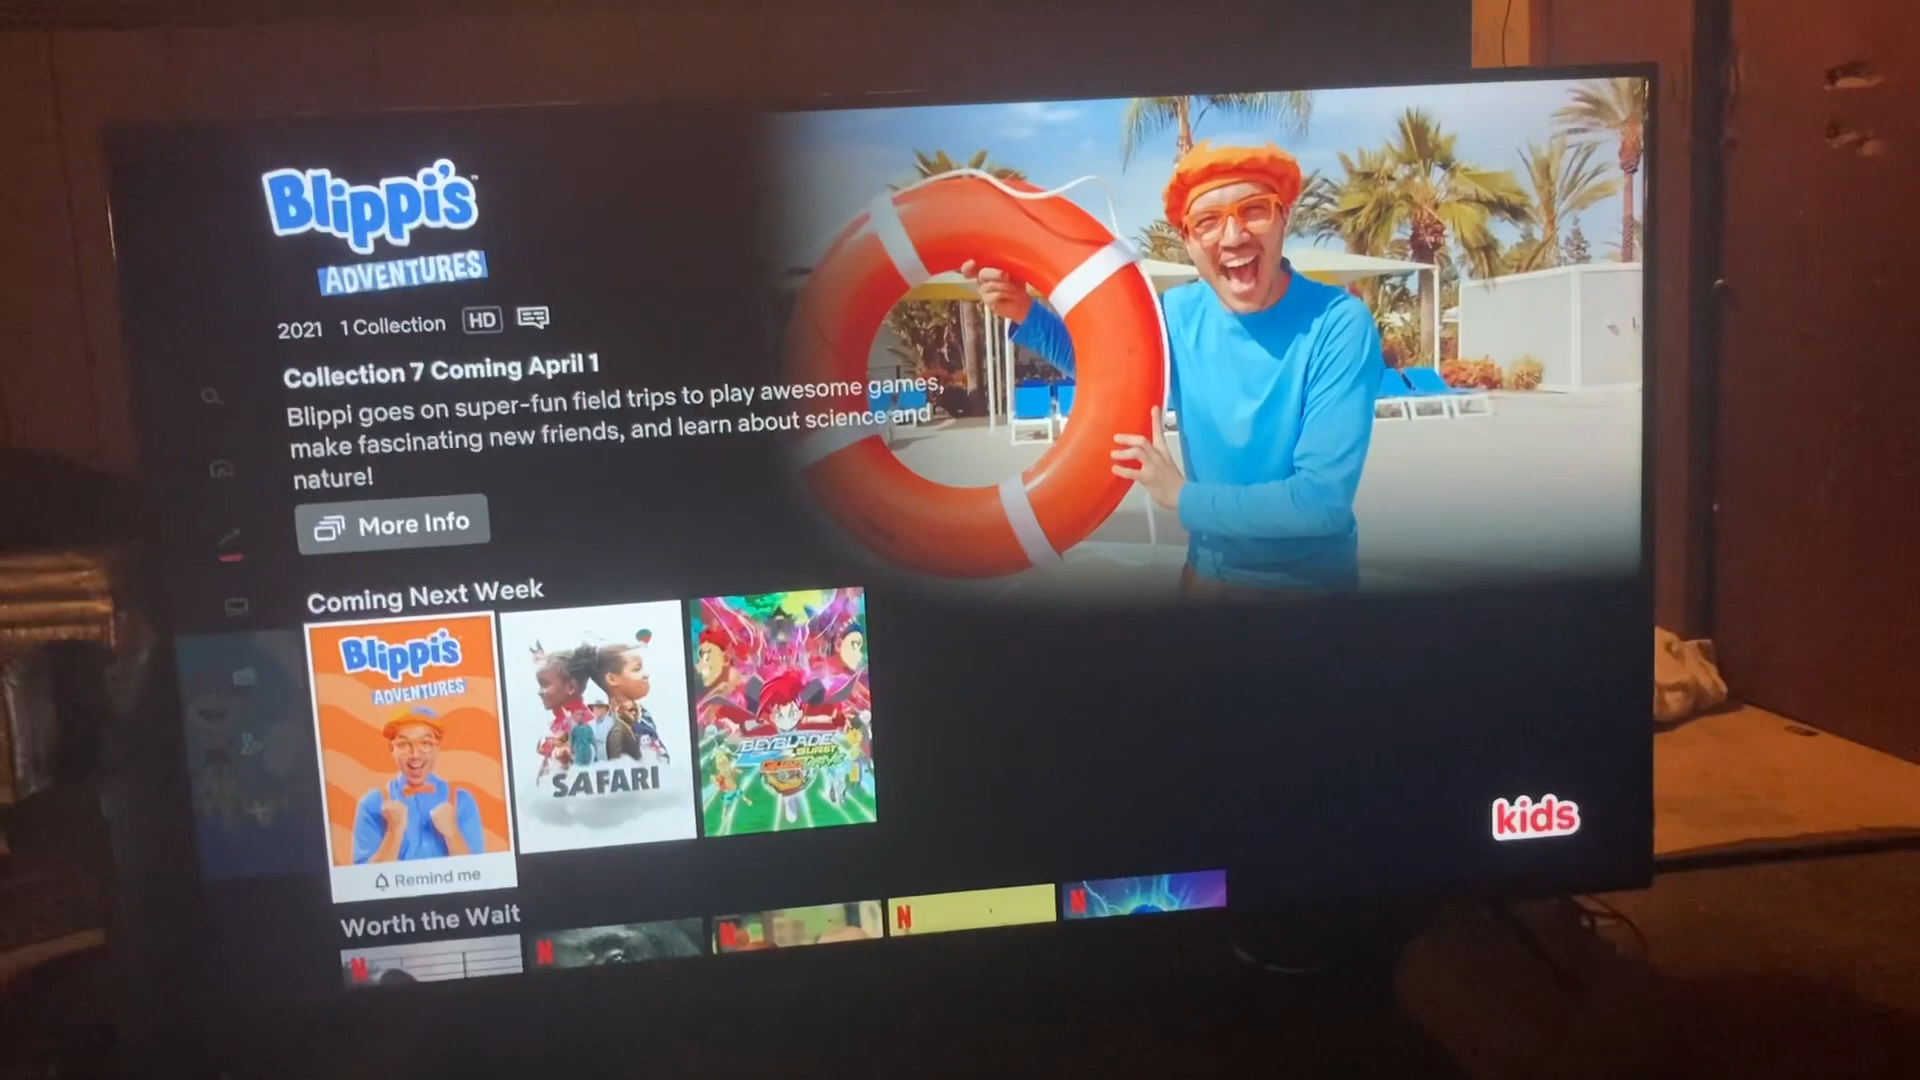 Blippi's™
ADVENTURES
2021 1 Collection HD
Collection 7 Coming April 1
Blippi goes on super-fun field trips to play awesome games,
make fascinating new friends, and learn about science and
nature!
More Info
Coming Next Week
Blippi's
ADVENTURES
SAFARI
BEYBLADE
BURST
Remind me
kids
Worth the Wait
N
N
N
N
N